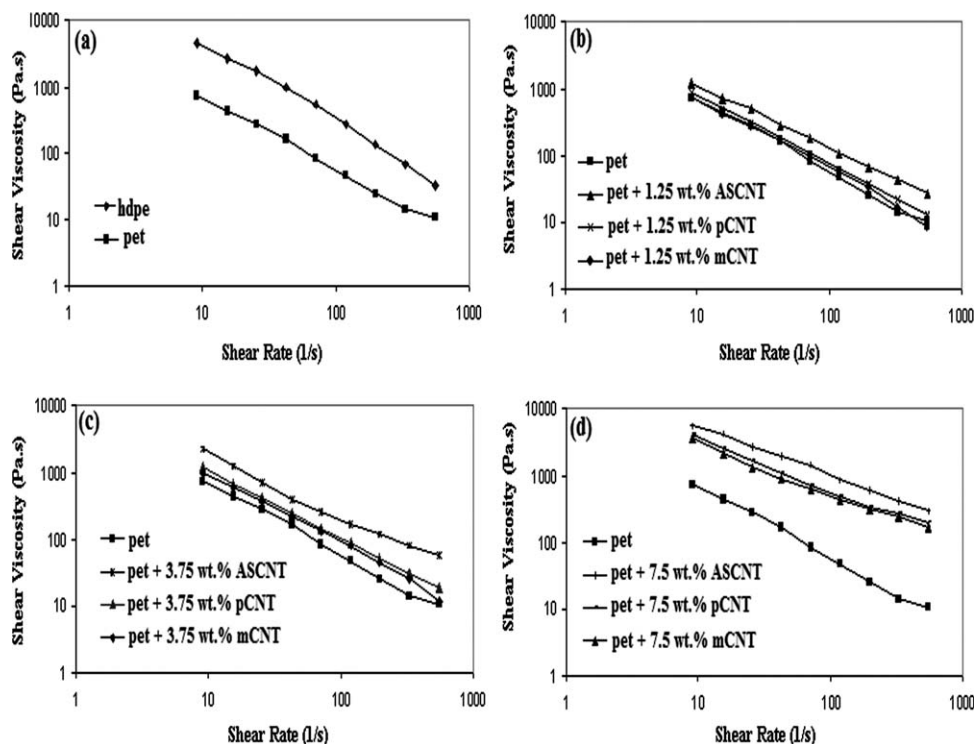 (a)
Shear Viscosity (Pa.s)
10000
1000
100
10
1
hdpe
pet
1 10 100 1000
Shear Rate (1/s)
(b)
Shear Viscosity (Pa.s)
10000
1000
100
10
1
pet
pet + 1.25 wt.% ASCNT
pet + 1.25 wt.% pCNT
pet + 1.25 wt.% mCNT
1 10 100 1000
Shear Rate (1/s)
(c)
Shear Viscosity (Pa.s)
10000
1000
100
10
1
pet
pet + 3.75 wt.% ASCNT
pet + 3.75 wt.% pCNT
pet + 3.75 wt.% mCNT
1 10 100 1000
Shear Rate (1/s)
(d)
Shear Viscosity (Pa.s)
10000
1000
100
10
1
pet
pet + 7.5 wt.% ASCNT
pet + 7.5 wt.% pCNT
pet + 7.5 wt.% mCNT
1 10 100 1000
Shear Rate (1/s)